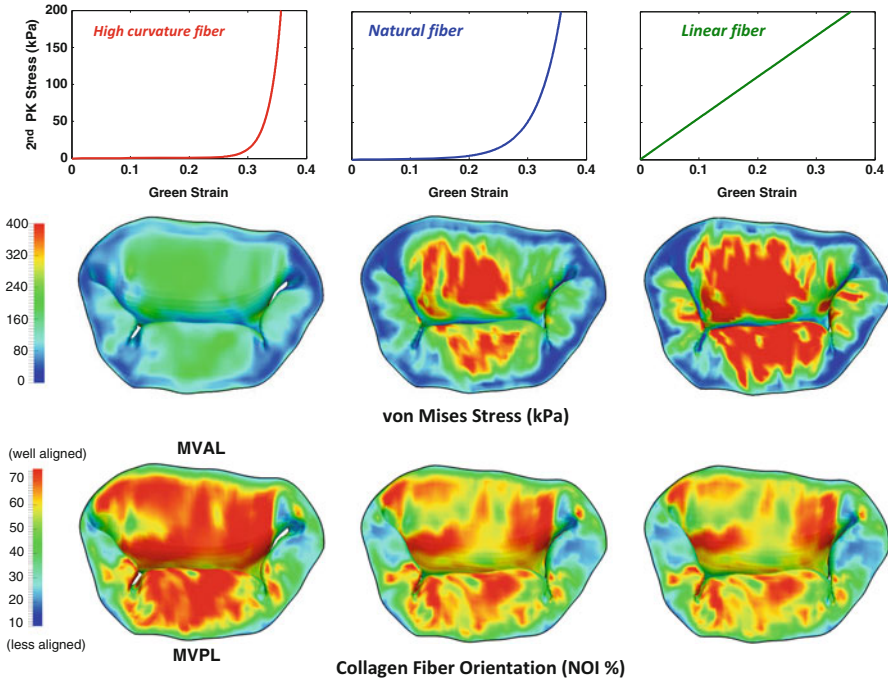 High curvature fiber
Natural fiber
Linear fiber
2nd PK Stress (kPa)
200
150
100
50
0
0 0.1 0.2 0.3 0.4
0 0.1 0.2 0.3 0.4
0 0.1 0.2 0.3 0.4
Green Strain
Green Strain
Green Strain
400
320
240
160
80
0
von Mises Stress (kPa)
(well aligned)
MVAL
70
60
50
40
30
20
10
(less aligned)
MVPL
Collagen Fiber Orientation (NOI %)